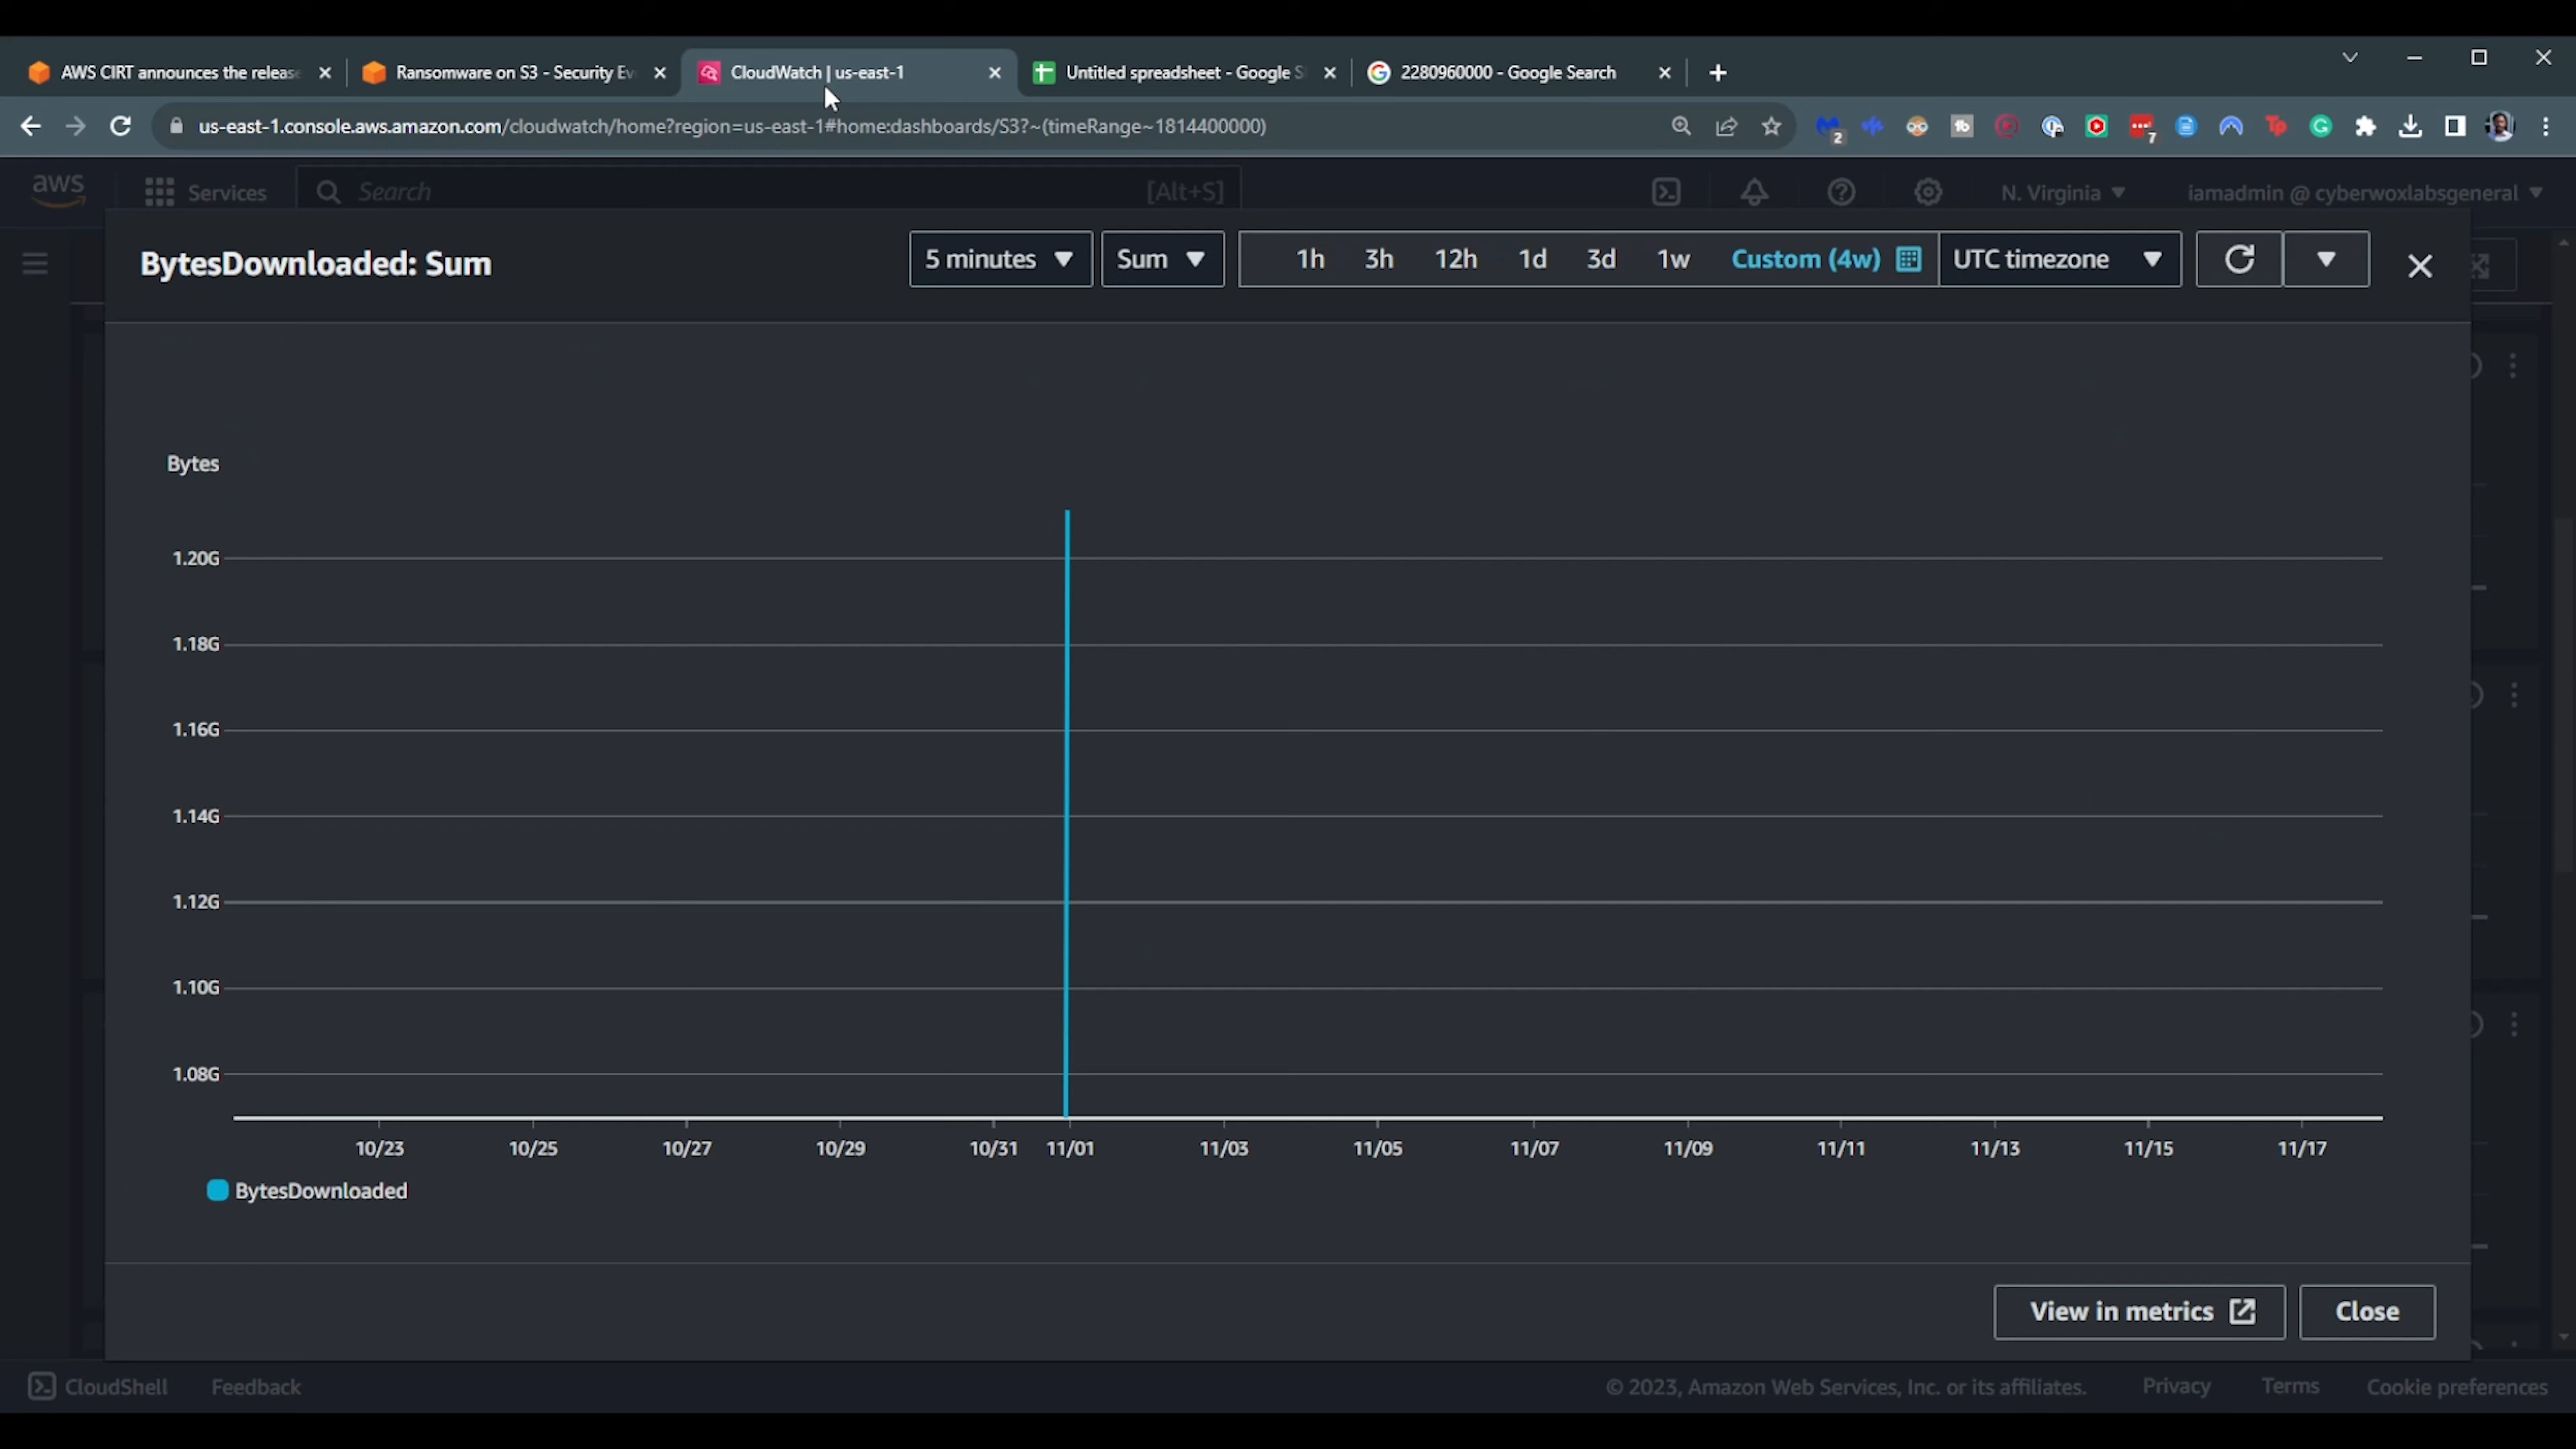 AWS CIRT announces the release
Ransomware on S3 - Security Ev
CloudWatch | us-east-1
Untitled spreadsheet - Google S
2280960000 - Google Search
us-east-1.console.aws.amazon.com/cloudwatch/home?region=us-east-1#home:dashboards/S3?~(timeRange~1814400000)
2
7
aws
Services
Search
[Alt+S]
N. Virginia
iamadmin @ cyberwoxlabsgeneral
BytesDownloaded: Sum
5 minutes
Sum
1h
3h
12h
1d
3d
1w
Custom (4w)
UTC timezone
Bytes
1.20G
1.18G
1.16G
1.14G
1.12G
1.10G
1.08G
10/23
10/25
10/27
10/29
10/31
11/01
11/03
11/05
11/07
11/09
11/11
11/13
11/15
11/17
BytesDownloaded
View in metrics
Close
CloudShell
Feedback
© 2023, Amazon Web Services, Inc. or its affiliates.
Privacy
Terms
Cookie preferences